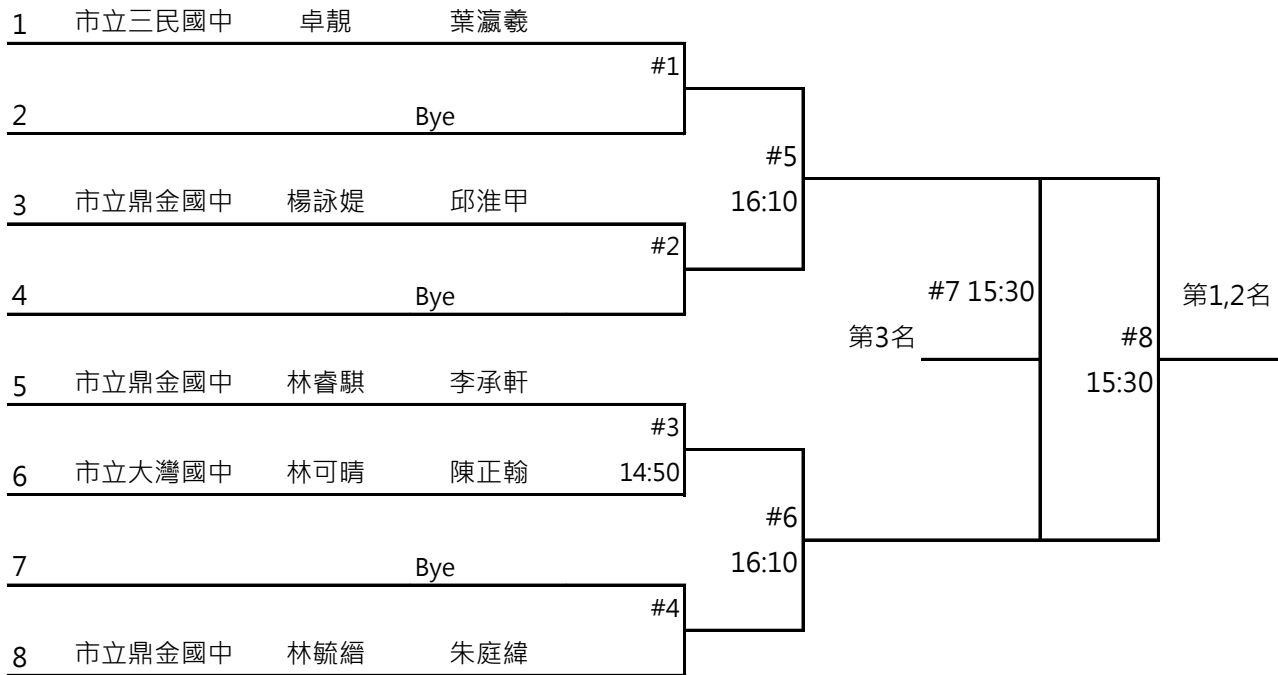 1 市立三民國中 卓靚 葉瀛羲
#1
2 Bye
#5
3 市立鼎金國中 楊詠媞 邱淮甲 16:10
#2
4 Bye #7 15:30 第1,2名
第3名 #8
5 市立鼎金國中 林睿騏 李承軒 15:30
#3
6 市立大灣國中 林可晴 陳正翰 14:50
#6
7 Bye 16:10
#4
8 市立鼎金國中 林毓縉 朱庭緯